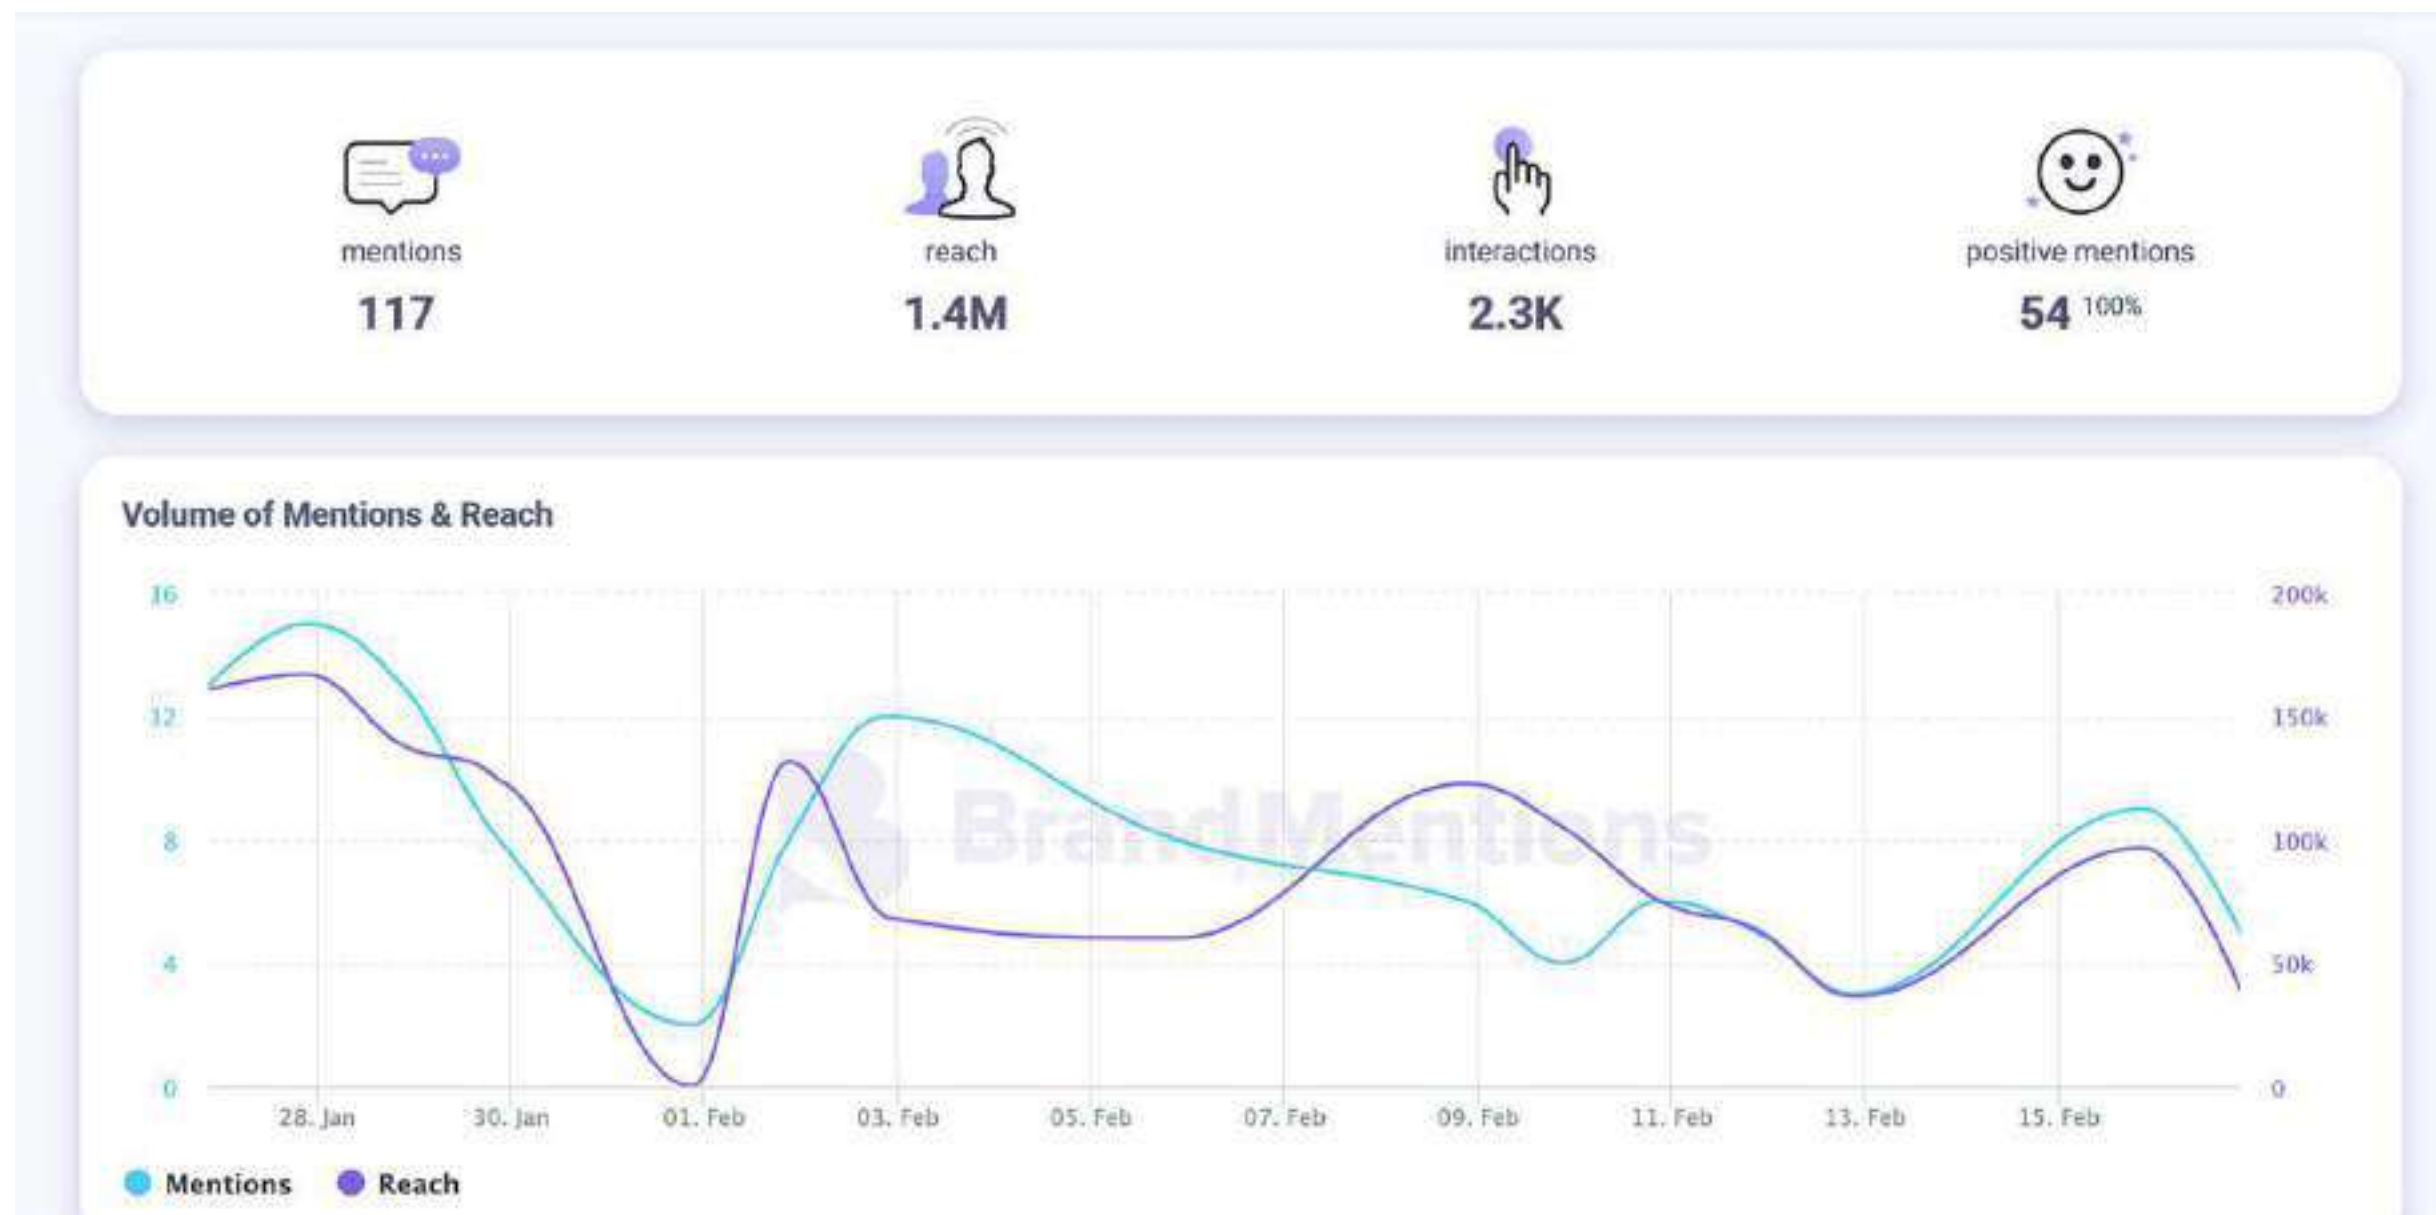 mentions
reach
interactions
positive mentions
117
1.4M
2.3K
54 100%
Volume of Mentions & Reach
16
200k
12
150k
8
100k
4
50k
0
0
BrandMentions
28. Jan
30. Jan
01. Feb
03. Feb
05. Feb
07. Feb
09. Feb
11. Feb
13. Feb
15. Feb
Mentions
Reach